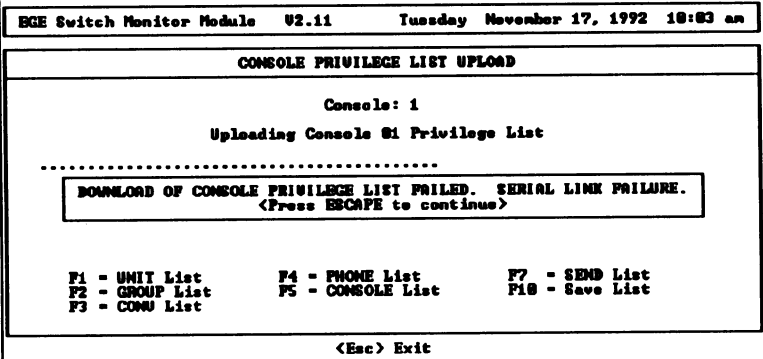 EGE Switch Monitor Module V2.11 Tuesday November 17, 1992 10:03 am
CONSOLE PRIVILEGE LIST UPLOAD
Console: 1
Uploading Console 01 Privilege List
..........................................
DOWNLOAD OF CONSOLE PRIVILEGE LIST FAILED. SERIAL LINK FAILURE.
<Press ESCAPE to continue>
F1 - UNIT List F4 - PHONE List F7 - SEND List
F2 - GROUP List F5 - CONSOLE List F10 - Save List
F3 - CONV List
<Esc> Exit